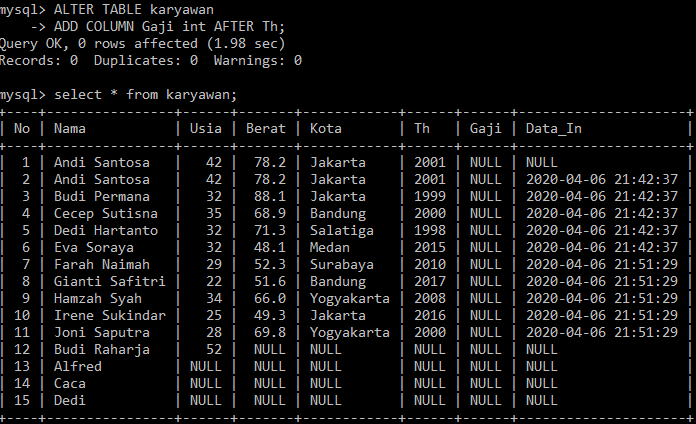 mysql> ALTER TABLE karyawan
    -> ADD COLUMN Gaji int AFTER Th;
Query OK, 0 rows affected (1.98 sec)
Records: 0  Duplicates: 0  Warnings: 0

mysql> select * from karyawan;
+----+-----------------+------+-------+------------+------+------+---------------------+
| No | Nama            | Usia | Berat | Kota       | Th   | Gaji | Data_In             |
+----+-----------------+------+-------+------------+------+------+---------------------+
|  1 | Andi Santosa    |   42 |  78.2 | Jakarta    | 2001 | NULL | NULL                |
|  2 | Andi Santosa    |   42 |  78.2 | Jakarta    | 2001 | NULL | 2020-04-06 21:42:37 |
|  3 | Budi Permana    |   32 |  88.1 | Jakarta    | 1999 | NULL | 2020-04-06 21:42:37 |
|  4 | Cecep Sutisna   |   35 |  68.9 | Bandung    | 2000 | NULL | 2020-04-06 21:42:37 |
|  5 | Dedi Hartanto   |   32 |  71.3 | Salatiga   | 1998 | NULL | 2020-04-06 21:42:37 |
|  6 | Eva Soraya      |   32 |  48.1 | Medan      | 2015 | NULL | 2020-04-06 21:42:37 |
|  7 | Farah Naimah    |   29 |  52.3 | Surabaya   | 2010 | NULL | 2020-04-06 21:51:29 |
|  8 | Gianti Safitri  |   22 |  51.6 | Bandung    | 2017 | NULL | 2020-04-06 21:51:29 |
|  9 | Hamzah Syah     |   34 |  66.0 | Yogyakarta | 2008 | NULL | 2020-04-06 21:51:29 |
| 10 | Irene Sukindar  |   25 |  49.3 | Jakarta    | 2016 | NULL | 2020-04-06 21:51:29 |
| 11 | Joni Saputra    |   28 |  69.8 | Yogyakarta | 2000 | NULL | 2020-04-06 21:51:29 |
| 12 | Budi Raharja    |   52 |  NULL | NULL       | NULL | NULL | NULL                |
| 13 | Alfred          | NULL |  NULL | NULL       | NULL | NULL | NULL                |
| 14 | Caca            | NULL |  NULL | NULL       | NULL | NULL | NULL                |
| 15 | Dedi            | NULL |  NULL | NULL       | NULL | NULL | NULL                |
+----+-----------------+------+-------+------------+------+------+---------------------+